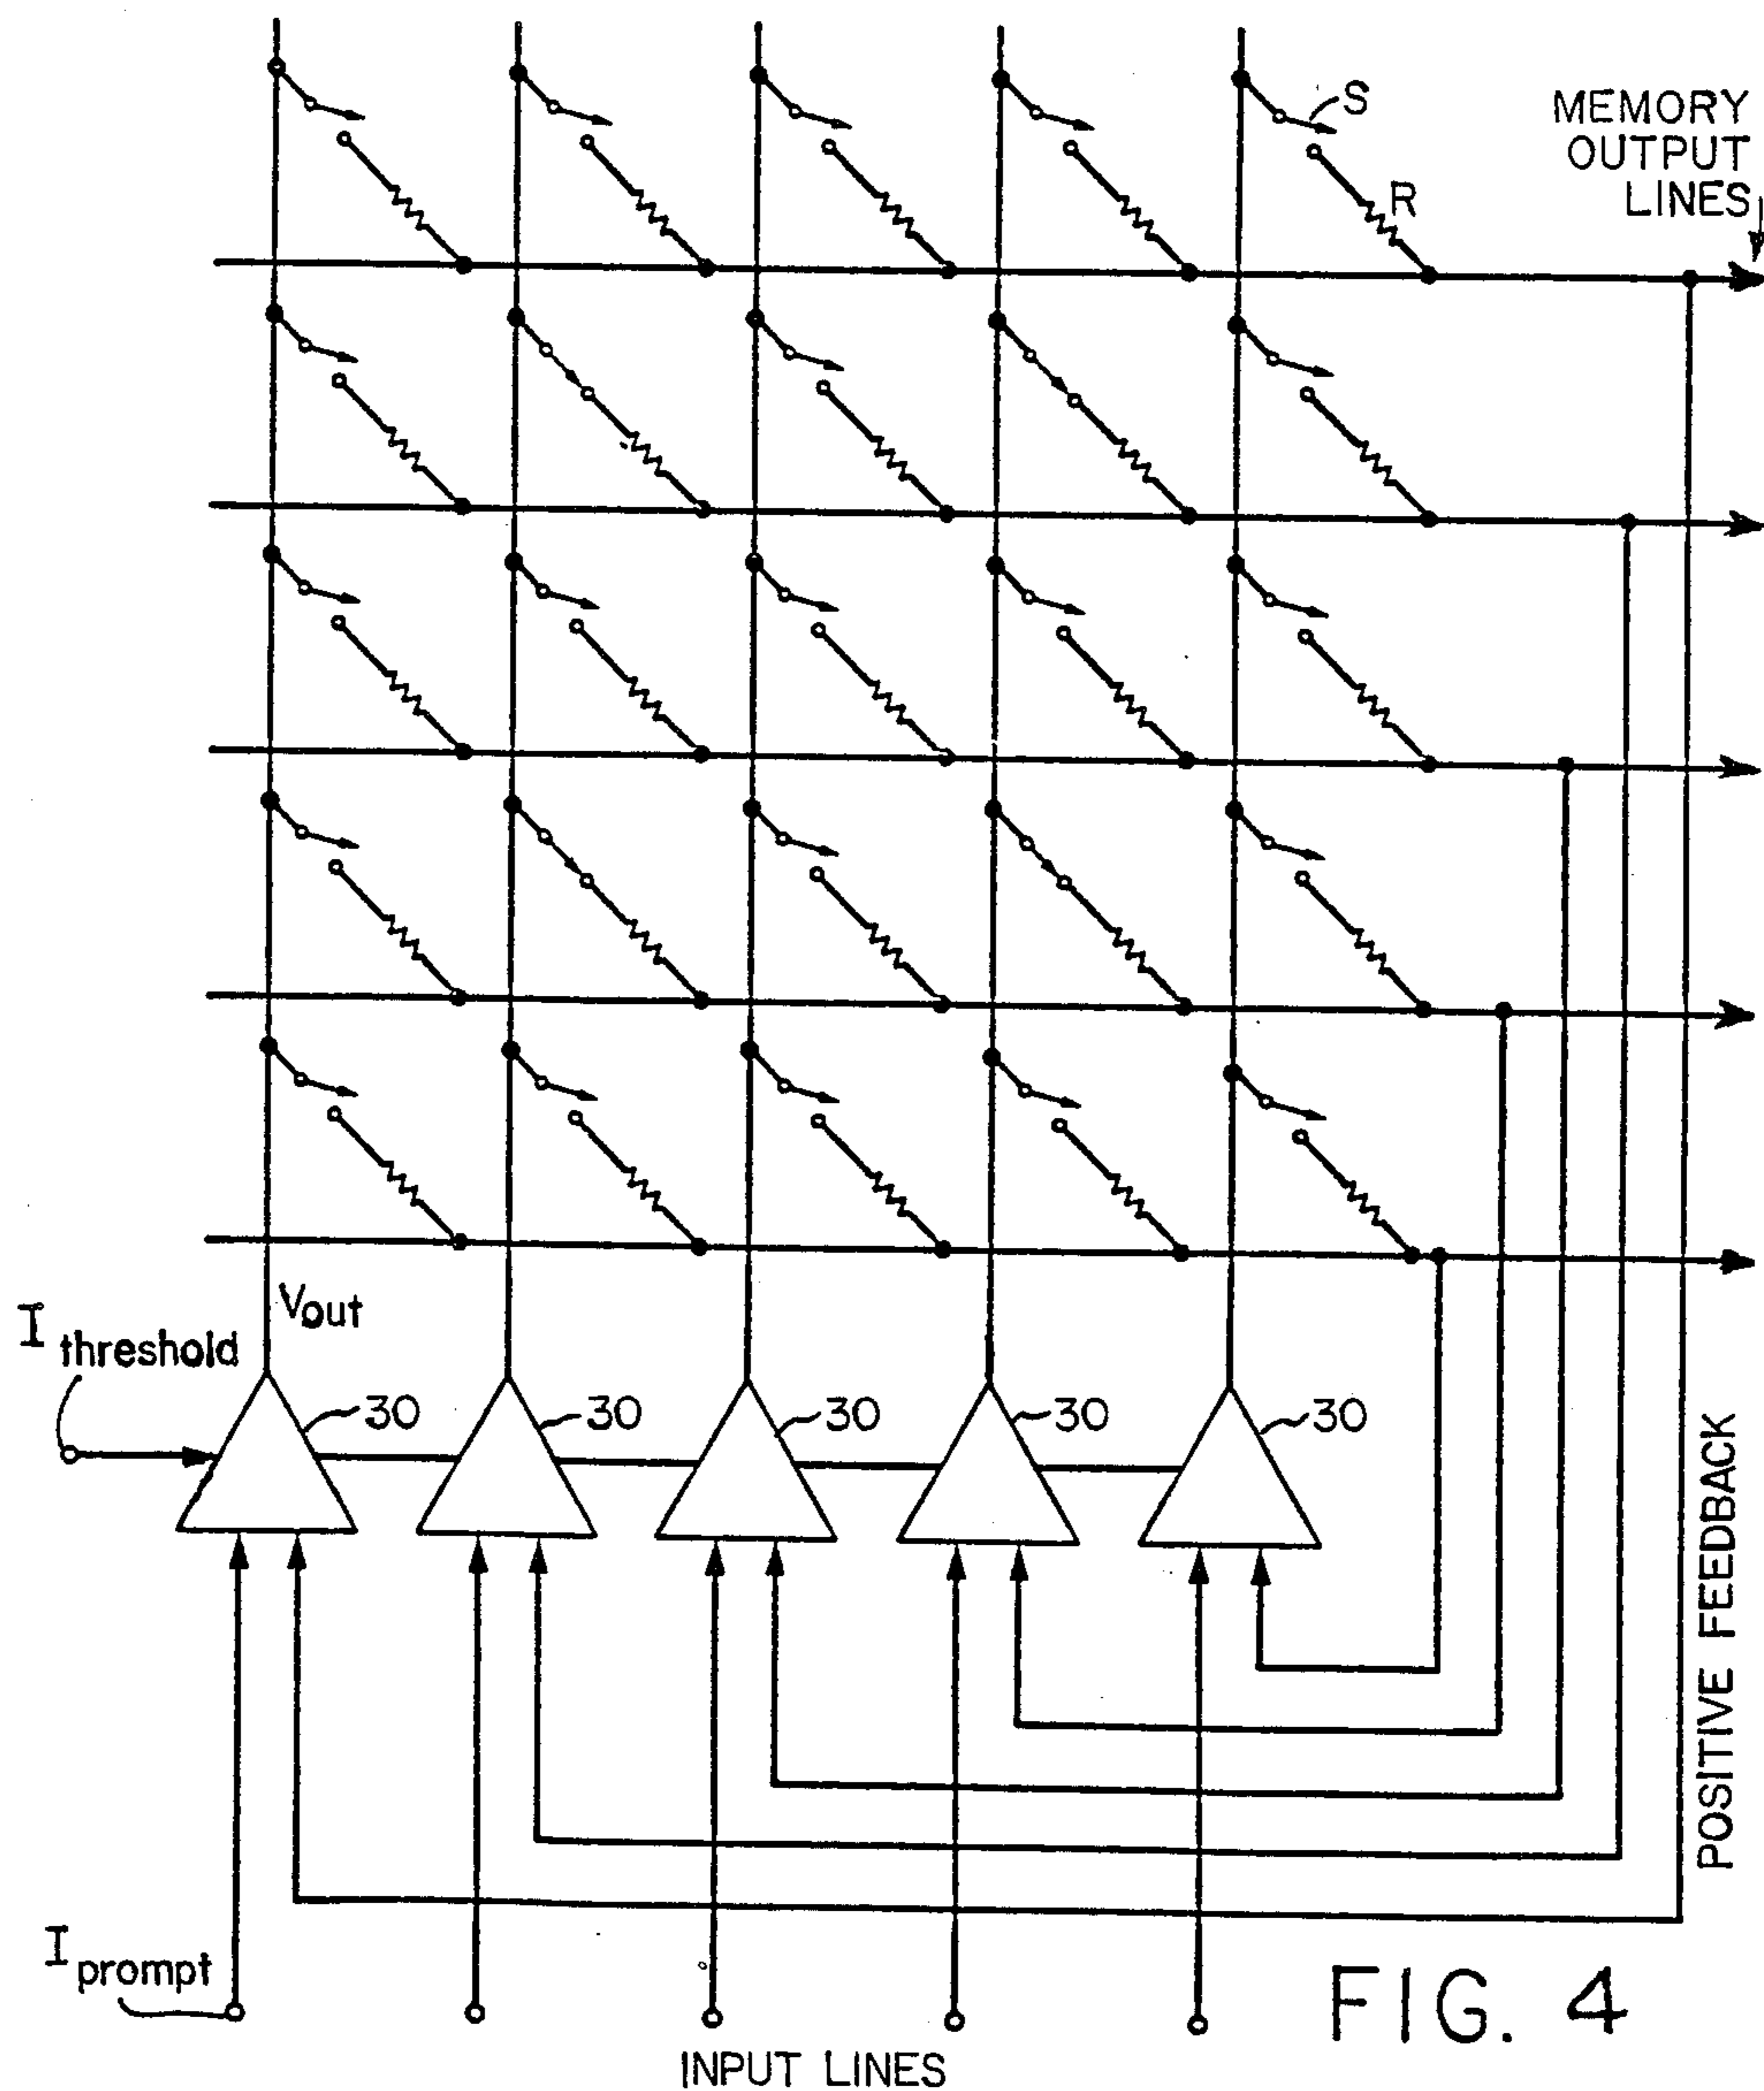 S
MEMORY
OUTPUT
LINES
R
Vout
I threshold
30 30 30 30 30
POSITIVE FEEDBACK
I prompt
FIG. 4
INPUT LINES